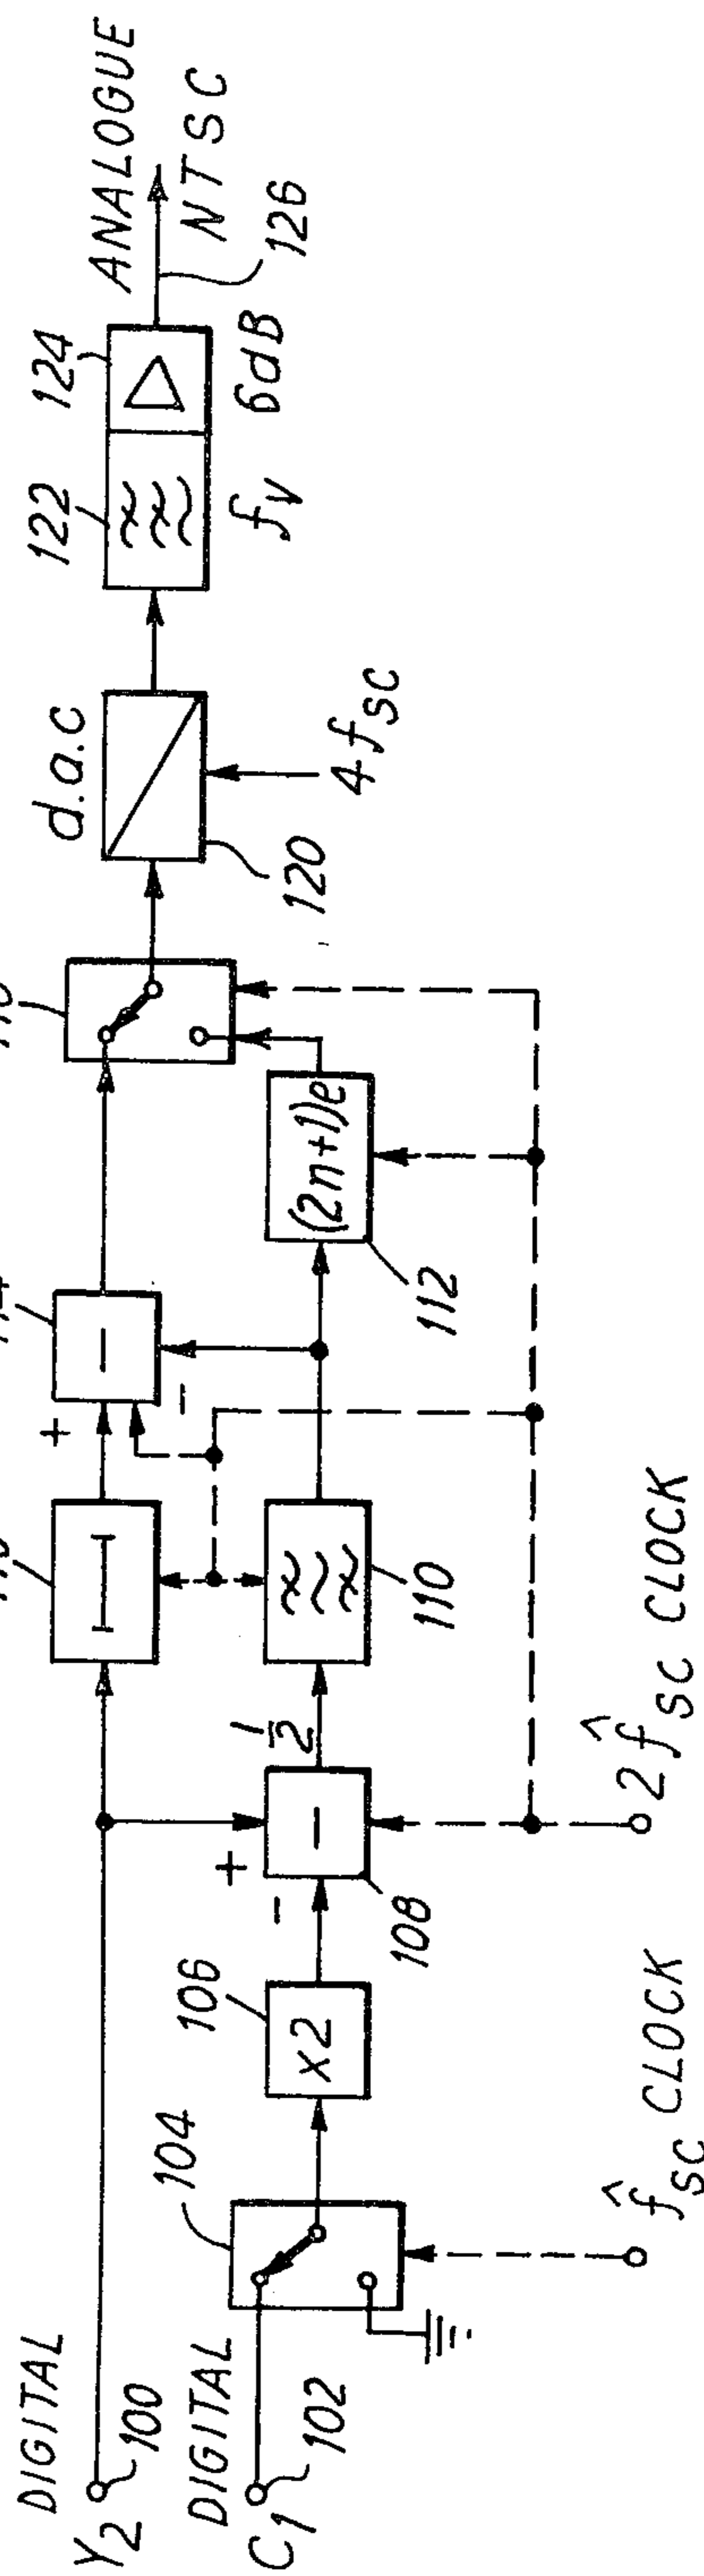 DIGITAL
Y2
100
DIGITAL
C1
102
104
f̂SC CLOCK
106
x2
+
-
-
108
1/2
2f̂SC CLOCK
110
+
-
-
112
(2n+1)e
d.a.c
120
4fSC
122
fV
124
6dB
ANALOGUE
NTSC
126